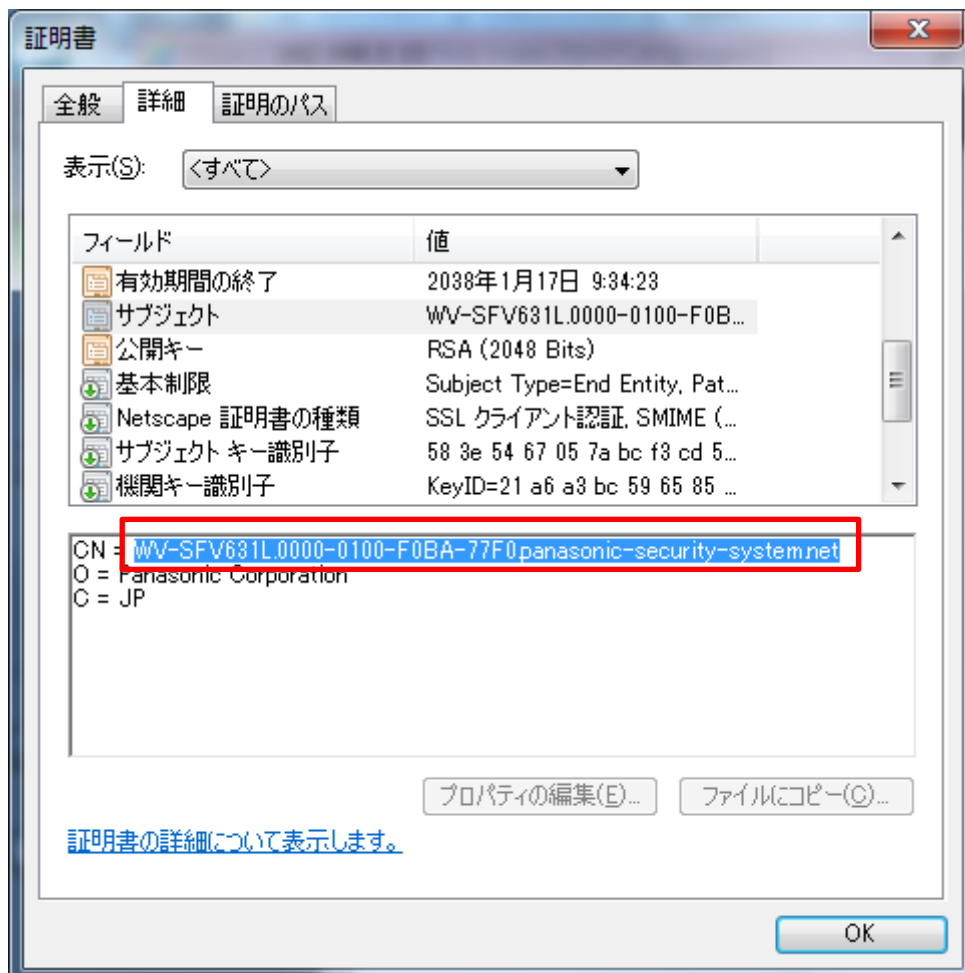 証明書
全般 詳細 証明のパス
表示(S): <すべて>
フィールド 値
有効期間の終了 2038年1月17日 9:34:23
サブジェクト WV-SFV631L.0000-0100-F0B...
公開キー RSA (2048 Bits)
基本制限 Subject Type=End Entity, Pat...
Netscape 証明書の種類 SSL クライアント認証, SMIME (...
サブジェクト キー識別子 58 3e 54 67 05 7a bc f3 cd 5...
機関キー識別子 KeyID=21 a6 a3 bc 59 65 85 ...
CN = WV-SFV631L.0000-0100-F0BA-77F0.panasonic-security-system.net
O = Panasonic Corporation
C = JP
プロパティの編集(E)... ファイルにコピー(C)...
証明書の詳細について表示します。
OK